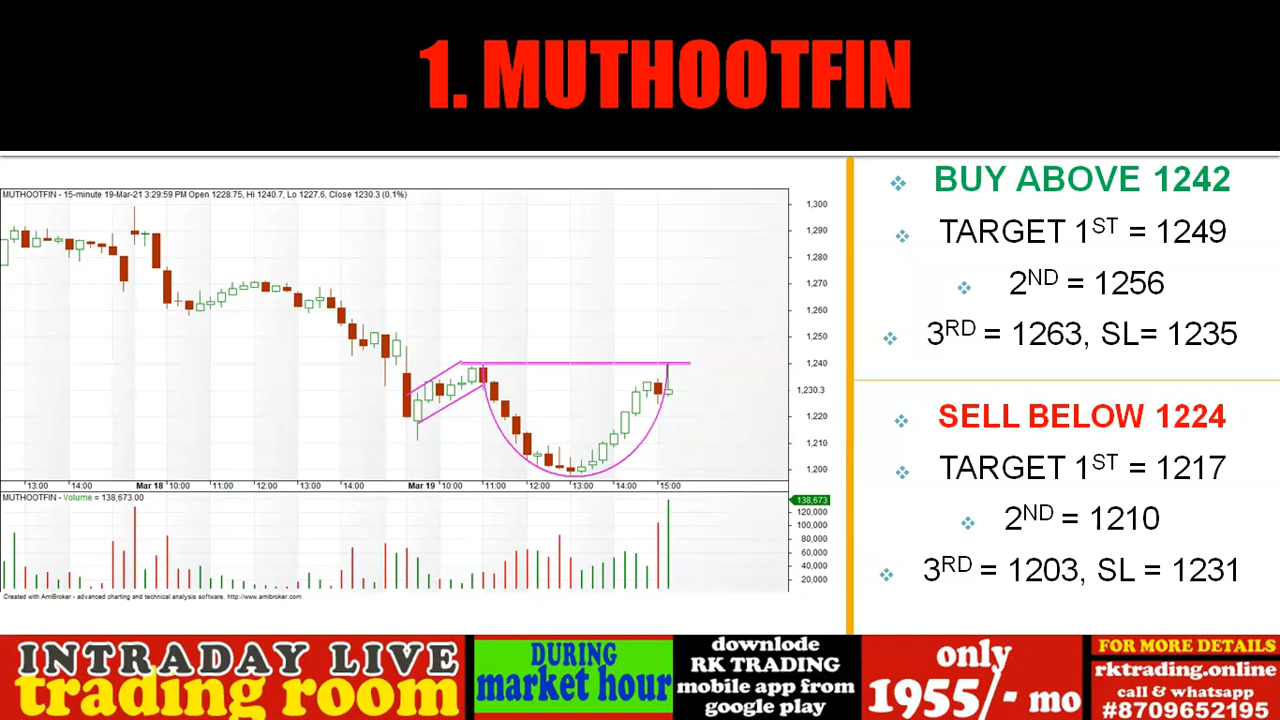 1. MUTHOOTFIN
MUTHOOTFIN - 15-minute 19-Mar-21 3:29:59 PM Open 1228.75, Hi 1240.7, Lo 1227.6, Close 1230.3 (0.1%)
1,300
1,290
1,280
1,270
1,260
1,250
1,240
1,230.3
1,220
1,210
1,200
13:00 14:00 Mar 18 10:00 11:00 12:00 13:00 14:00 Mar 19 10:00 11:00 12:00 13:00 14:00 15:00
MUTHOOTFIN - Volume = 138,673.00
138,673
120,000
100,000
80,000
60,000
40,000
20,000
Created with AmiBroker - advanced charting and technical analysis software. http://www.amibroker.com
BUY ABOVE 1242
TARGET 1ST = 1249
2ND = 1256
3RD = 1263, SL= 1235
SELL BELOW 1224
TARGET 1ST = 1217
2ND = 1210
3RD = 1203, SL = 1231
INTRADAY LIVE
trading room
DURING
market hour
downlode
RK TRADING
mobile app from
google play
only
1955/- mo
FOR MORE DETAILS
rktrading.online
call & whatsapp
#8709652195